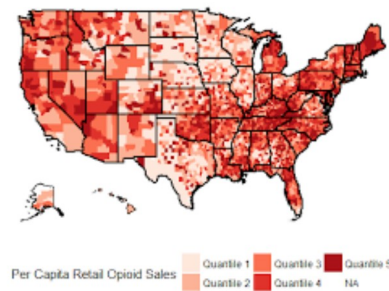 Per Capita Retail Opioid Sales
Quantile 1 Quantile 3 Quantile 5
Quantile 2 Quantile 4 NA